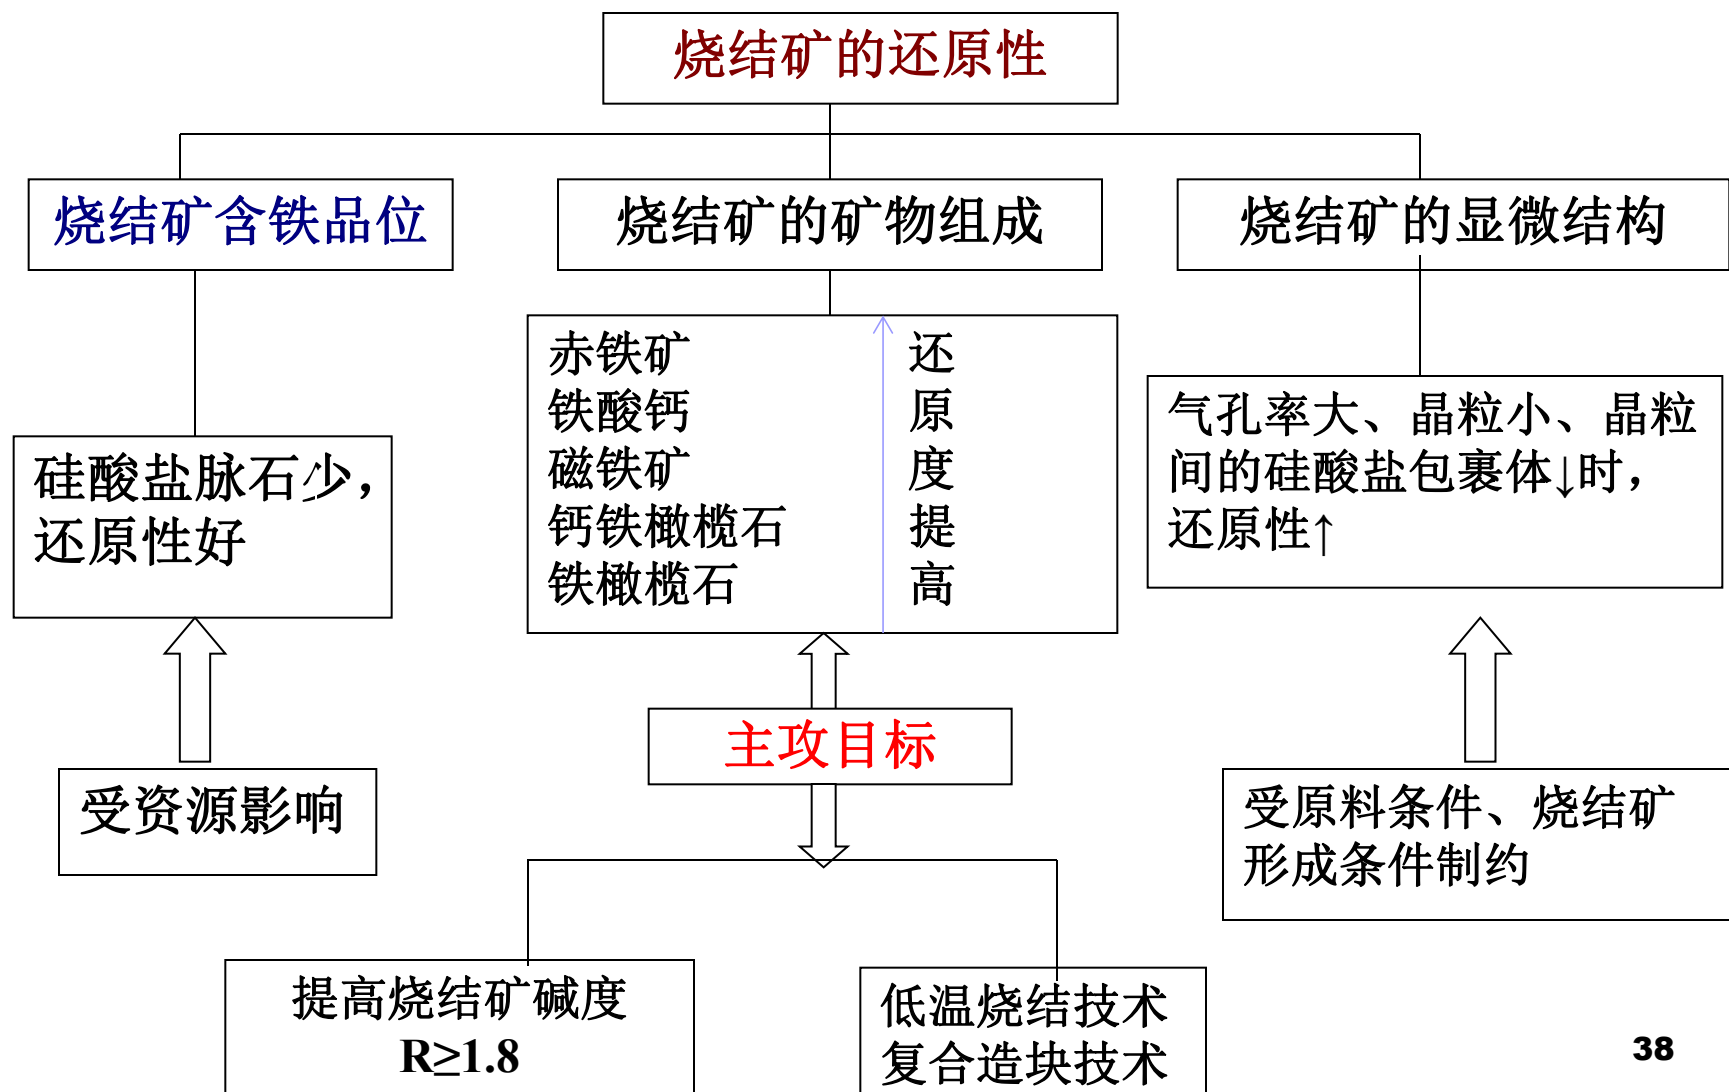 烧结矿的还原性
烧结矿含铁品位
烧结矿的矿物组成
烧结矿的显微结构
硅酸盐脉石少，
还原性好
赤铁矿
铁酸钙
磁铁矿
钙铁橄榄石
铁橄榄石
还
原
度
提
高
气孔率大、晶粒小、晶粒
间的硅酸盐包裹体↓时，
还原性↑
主攻目标
受资源影响
受原料条件、烧结矿
形成条件制约
提高烧结矿碱度
R≥1.8
低温烧结技术
复合造块技术
38